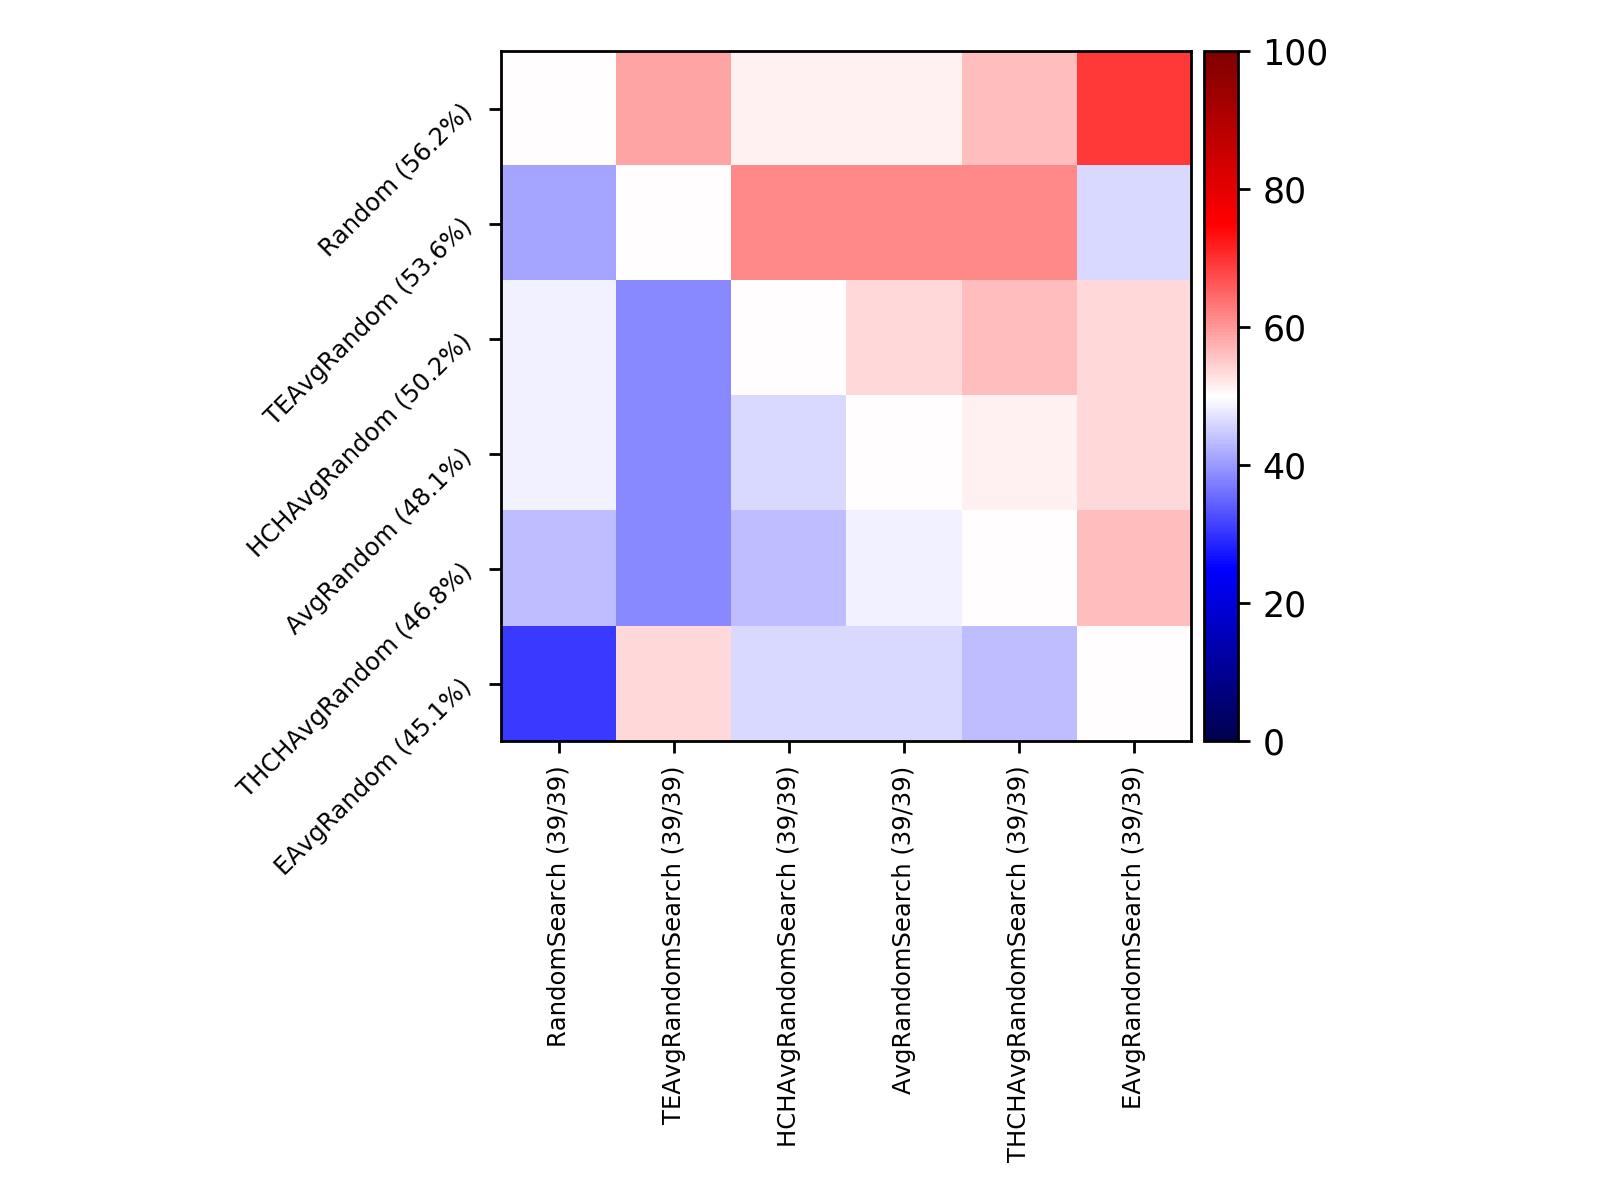 Random (56.2%)
TEAvgRandom (53.6%)
HCHAvgRandom (50.2%)
AvgRandom (48.1%)
THCHAvgRandom (46.8%)
EAvgRandom (45.1%)
RandomSearch (39/39)
TEAvgRandomSearch (39/39)
HCHAvgRandomSearch (39/39)
AvgRandomSearch (39/39)
THCHAvgRandomSearch (39/39)
EAvgRandomSearch (39/39)
100
80
60
40
20
0